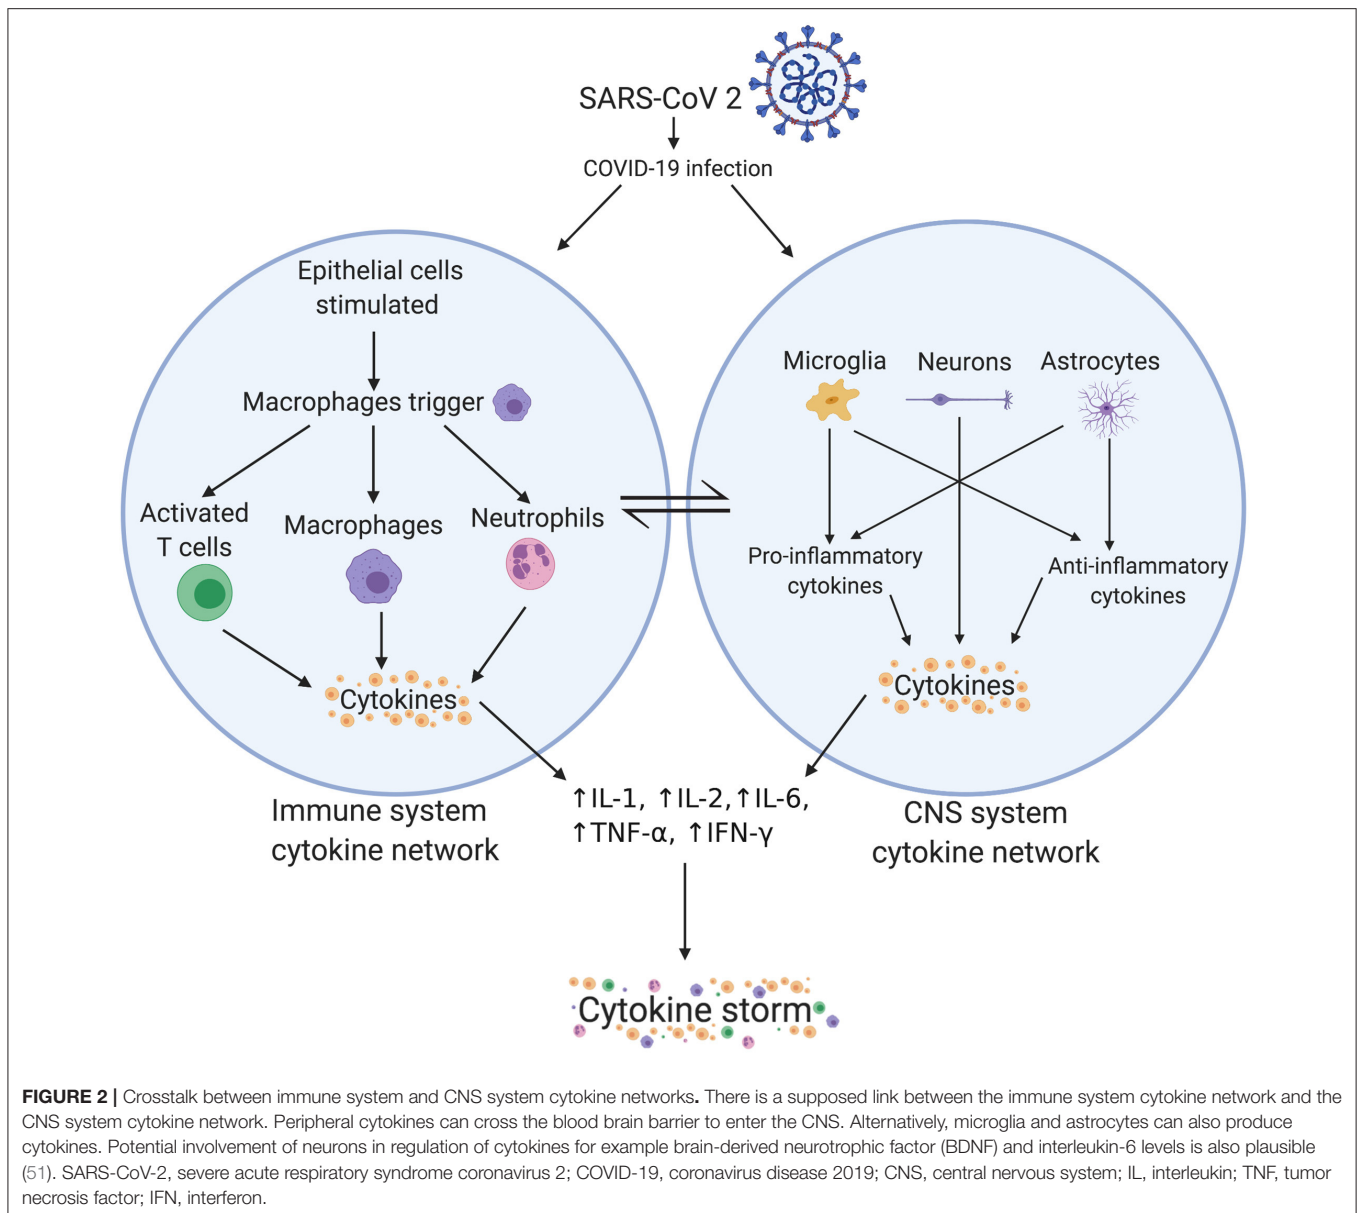 SARS-CoV 2
COVID-19 infection
Epithelial cells
stimulated
Macrophages trigger
Activated
T cells
Macrophages
Neutrophils
Cytokines
Immune system
cytokine network
Microglia
Neurons
Astrocytes
Pro-inflammatory
cytokines
Anti-inflammatory
cytokines
Cytokines
CNS system
cytokine network
↑IL-1, ↑IL-2,↑IL-6,
↑TNF-α, ↑IFN-γ
Cytokine storm
FIGURE 2 | Crosstalk between immune system and CNS system cytokine networks. There is a supposed link between the immune system cytokine network and the
CNS system cytokine network. Peripheral cytokines can cross the blood brain barrier to enter the CNS. Alternatively, microglia and astrocytes can also produce
cytokines. Potential involvement of neurons in regulation of cytokines for example brain-derived neurotrophic factor (BDNF) and interleukin-6 levels is also plausible
(51). SARS-CoV-2, severe acute respiratory syndrome coronavirus 2; COVID-19, coronavirus disease 2019; CNS, central nervous system; IL, interleukin; TNF, tumor
necrosis factor; IFN, interferon.